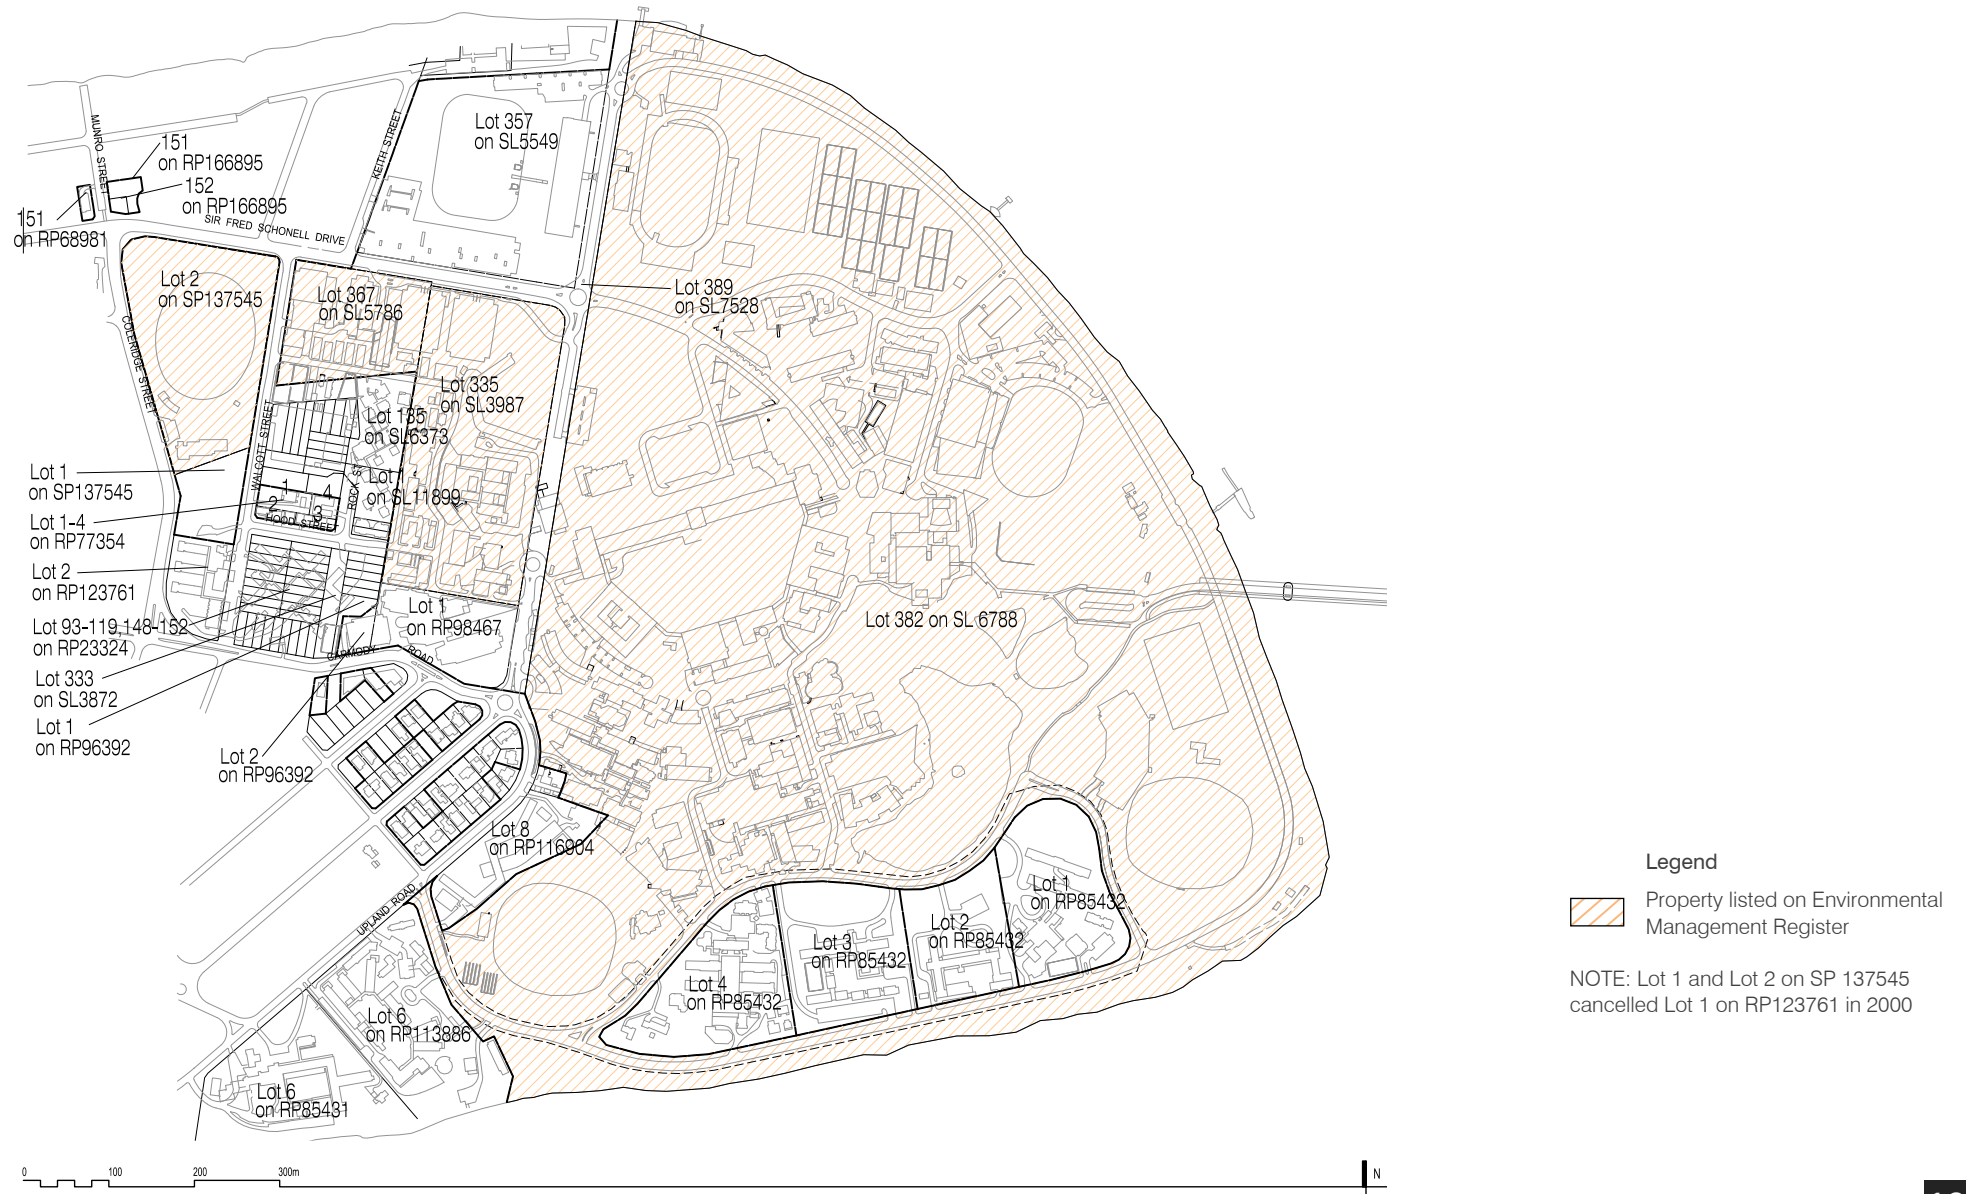 Lot 357
on SL5549
MUNRO STREET
KEITH STREET
151
on RP166895
152
on RP166895
151
on RP68981
SIR FRED SCHONELL DRIVE
Lot 2
on SP137545
Lot 367
on SL5786
Lot 389
on SL7528
COLERIDGE STREET
Lot 335
on SL3987
Lot 135
on SL6373
WALCOTT STREET
ROCK ST
Lot 1
on SP137545
Lot
on SL11899
1
4
2
3
HOOD STREET
Lot 1-4
on RP77354
Lot 2
on RP123761
Lot 93-119,148-152
on RP23324
Lot 1
on RP98467
Lot 382 on SL 6788
CARMODY ROAD
Lot 333
on SL3872
Lot 1
on RP96392
Lot 2
on RP96392
Lot 8
on RP116904
UPLAND ROAD
Lot 1
on RP85432
Lot 2
on RP85432
Lot 3
on RP85432
Lot 4
on RP85432
Lot 6
on RP113886
Lot 6
on RP85431
0 100 200 300m
N
Legend
Property listed on Environmental
Management Register
NOTE: Lot 1 and Lot 2 on SP 137545
cancelled Lot 1 on RP123761 in 2000